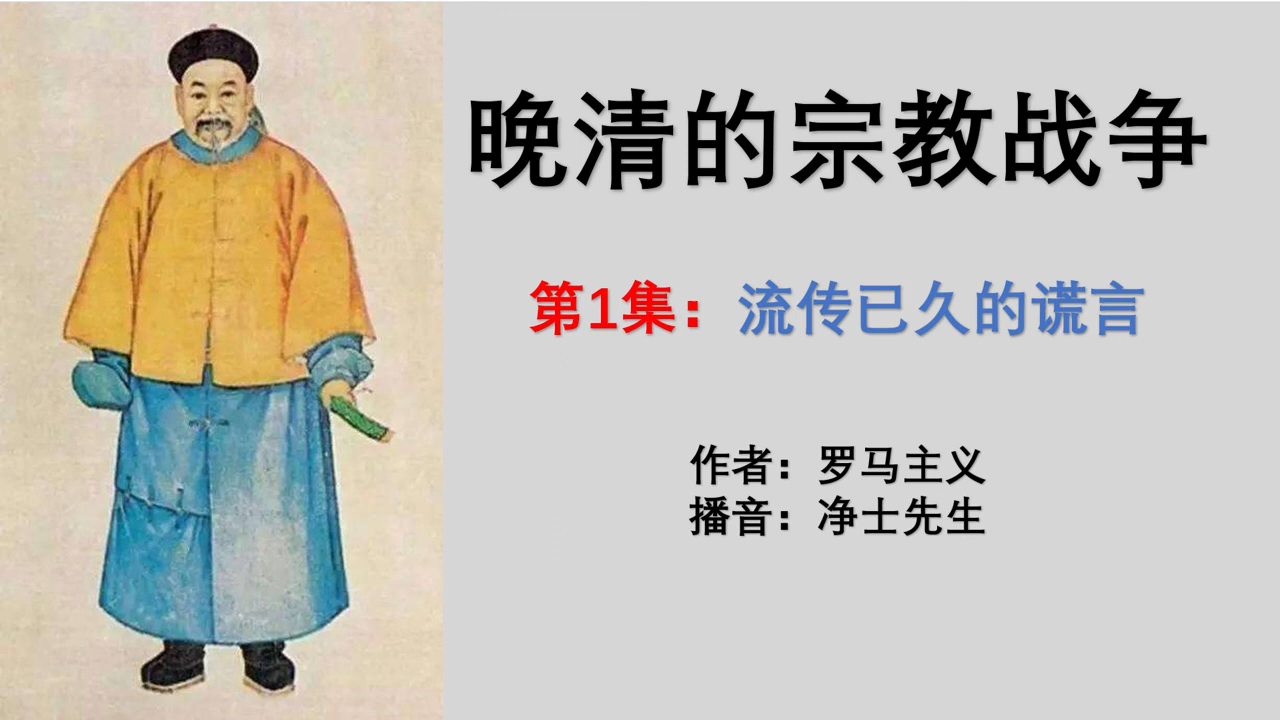 晚清的宗教战争
第1集：流传已久的谎言
作者：罗马主义
播音：净士先生